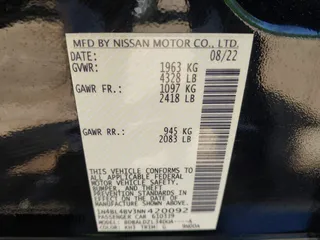 MFD BY NISSAN MOTOR CO., LTD.
DATE: 08/22
GVWR: 1963 KG
4328 LB
GAWR FR.: 1097 KG
2418 LB
GAWR RR.: 945 KG
2083 LB
THIS VEHICLE CONFORMS TO
ALL APPLICABLE U.S. FEDERAL
MOTOR VEHICLE SAFETY,
BUMPER, AND THEFT
PREVENTION STANDARDS IN
EFFECT ON THE DATE OF
MANUFACTURE SHOWN ABOVE.
PASSENGER CAR
COLOR: TRIM: G